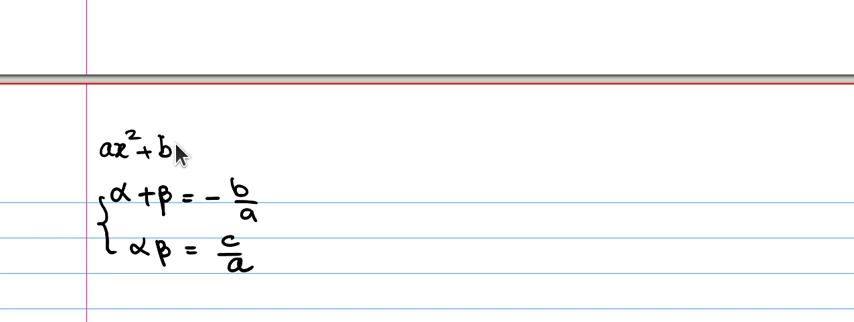 ax² + b
α + β = - b/a
αβ = c/a